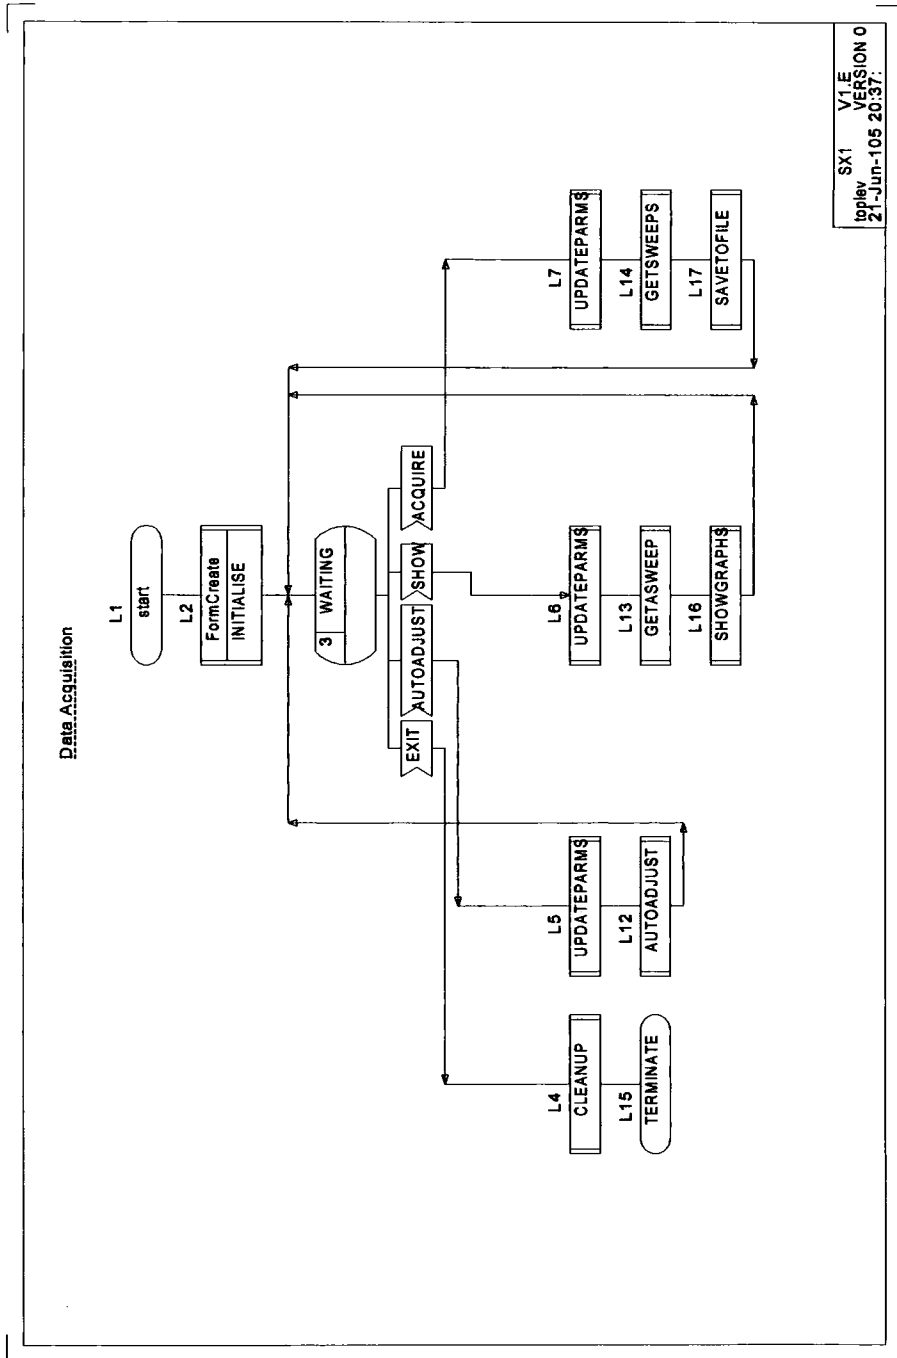 Data Acquisition
L1
start
L2
FormCreate
INITIALISE
3 WAITING
EXIT
AUTOADJUST
SHOW
ACQUIRE
L4
CLEANUP
L15
TERMINATE
L5
UPDATEPARMS
L12
AUTOADJUST
L6
UPDATEPARMS
L13
GETASWEEP
L16
SHOWGRAPHS
L7
UPDATEPARMS
L14
GETSWEEPS
L17
SAVETOFILE
SX1 V1.E
toplev VERSION 0
21-Jun-105 20:37: